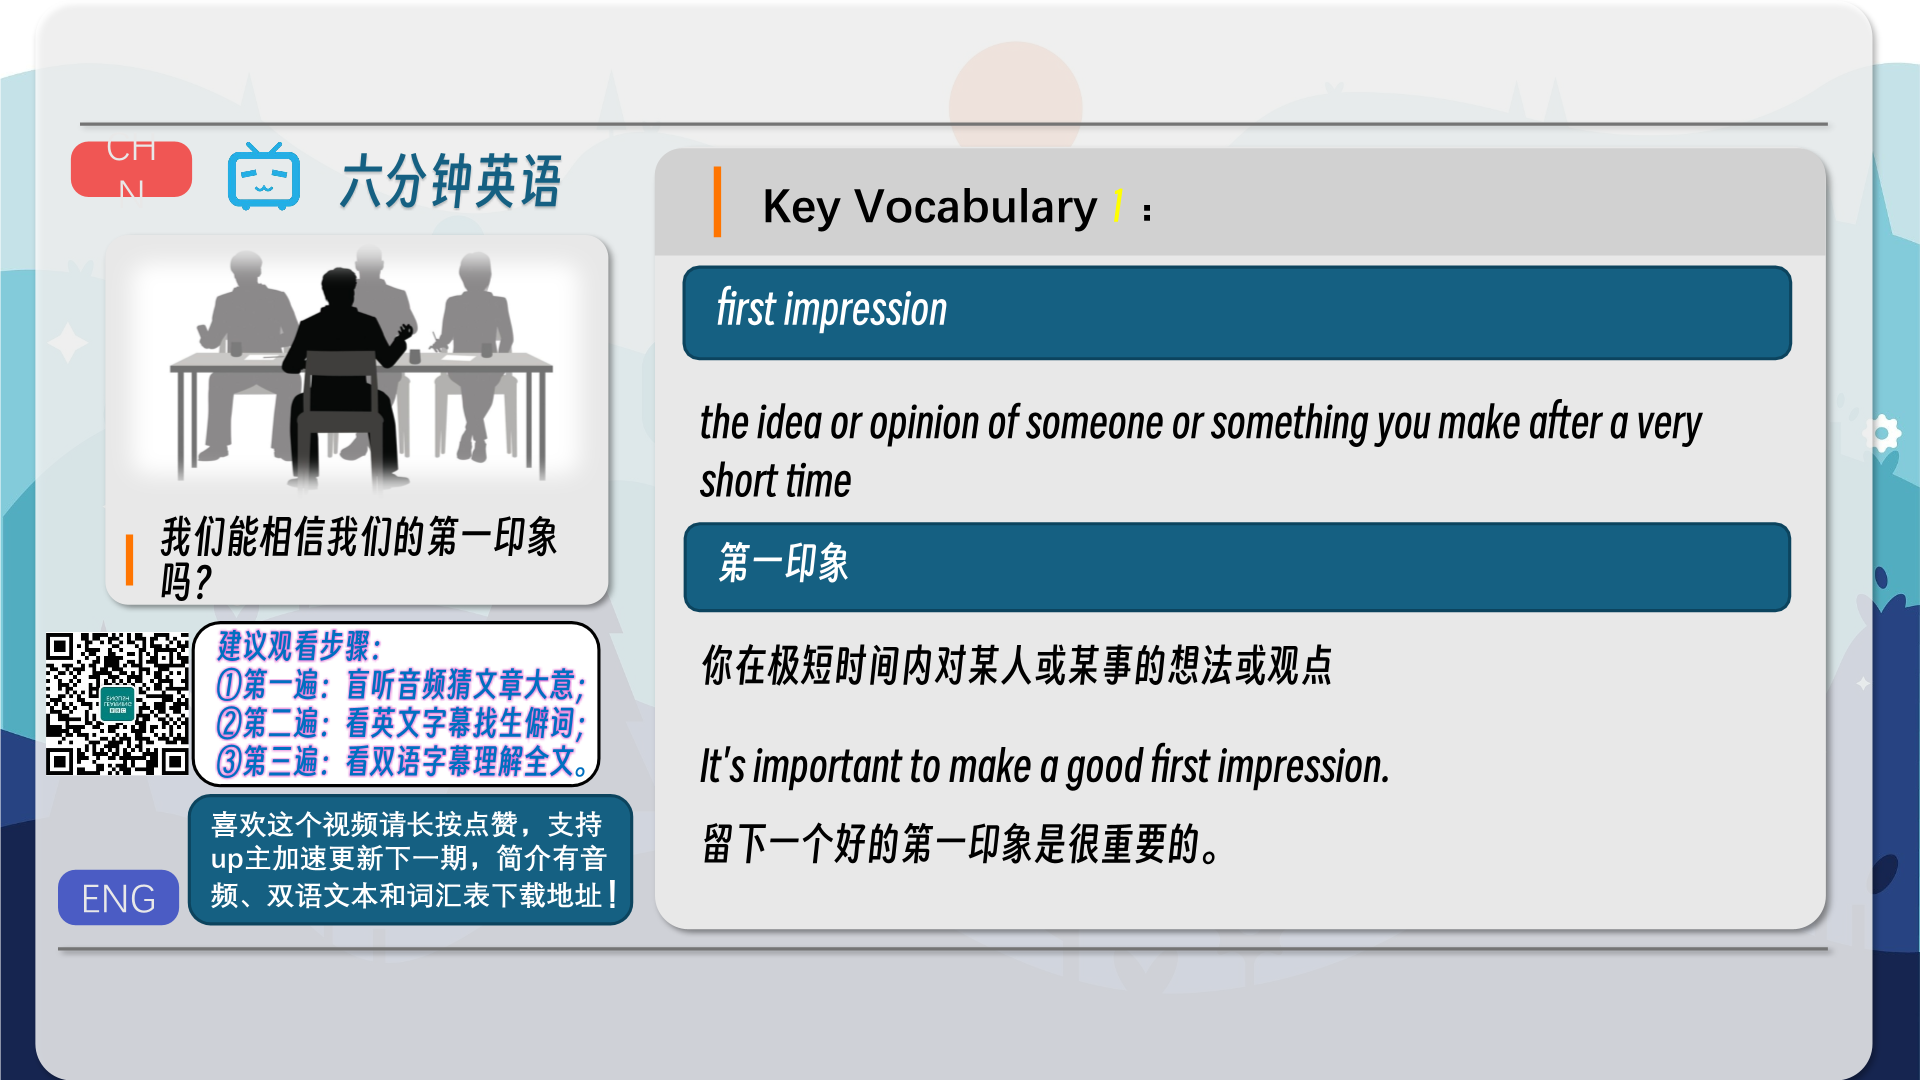 CH
N
六分钟英语
我们能相信我们的第一印象
吗？
建议观看步骤：
①第一遍：盲听音频猜文章大意；
②第二遍：看英文字幕找生僻词；
③第三遍：看双语字幕理解全文。
喜欢这个视频请长按点赞，支持
up主加速更新下一期，简介有音
频、双语文本和词汇表下载地址！
ENG
Key Vocabulary 1：
first impression
the idea or opinion of someone or something you make after a very
short time
第一印象
你在极短时间内对某人或某事的想法或观点
It's important to make a good first impression.
留下一个好的第一印象是很重要的。